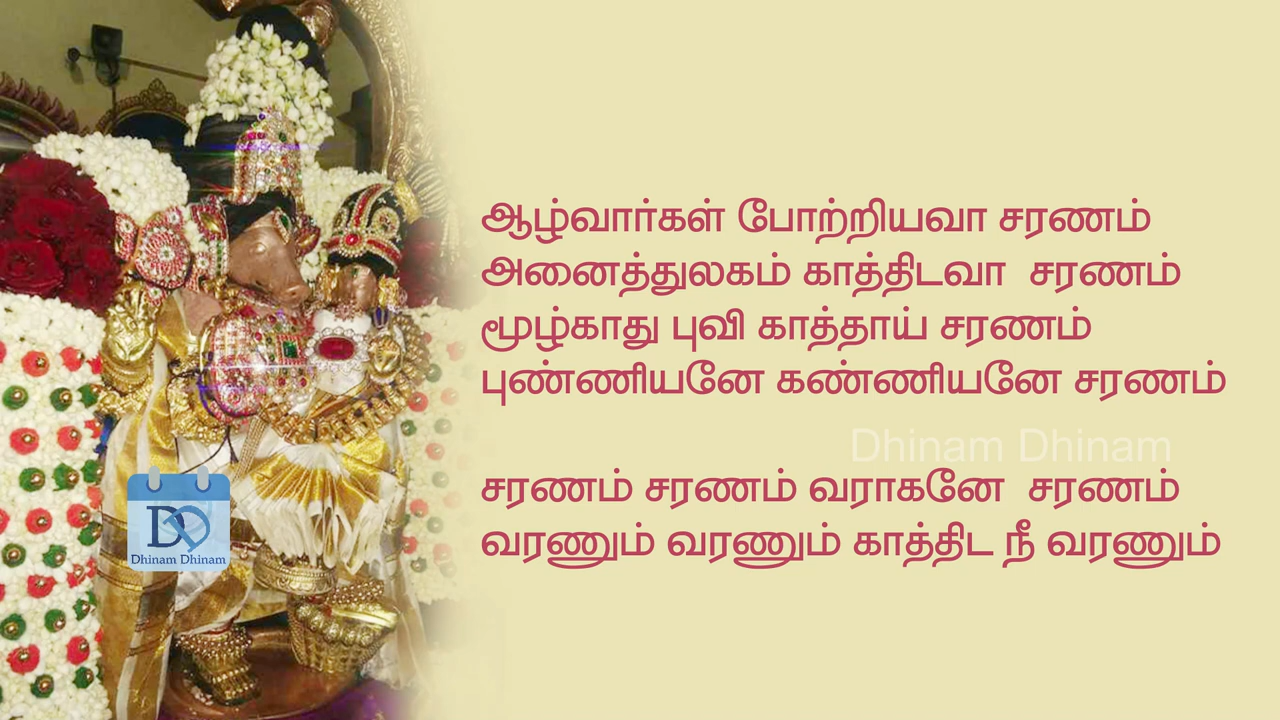 ஆழ்வார்கள் போற்றியவா சரணம்
அனைத்துலகம் காத்திடவா சரணம்
மூழ்காது புவி காத்தாய் சரணம்
புண்ணியனே கண்ணியனே சரணம்
Dhinam Dhinam
சரணம் சரணம் வராகனே சரணம்
வரணும் வரணும் காத்திட நீ வரணும்
DD
Dhinam Dhinam